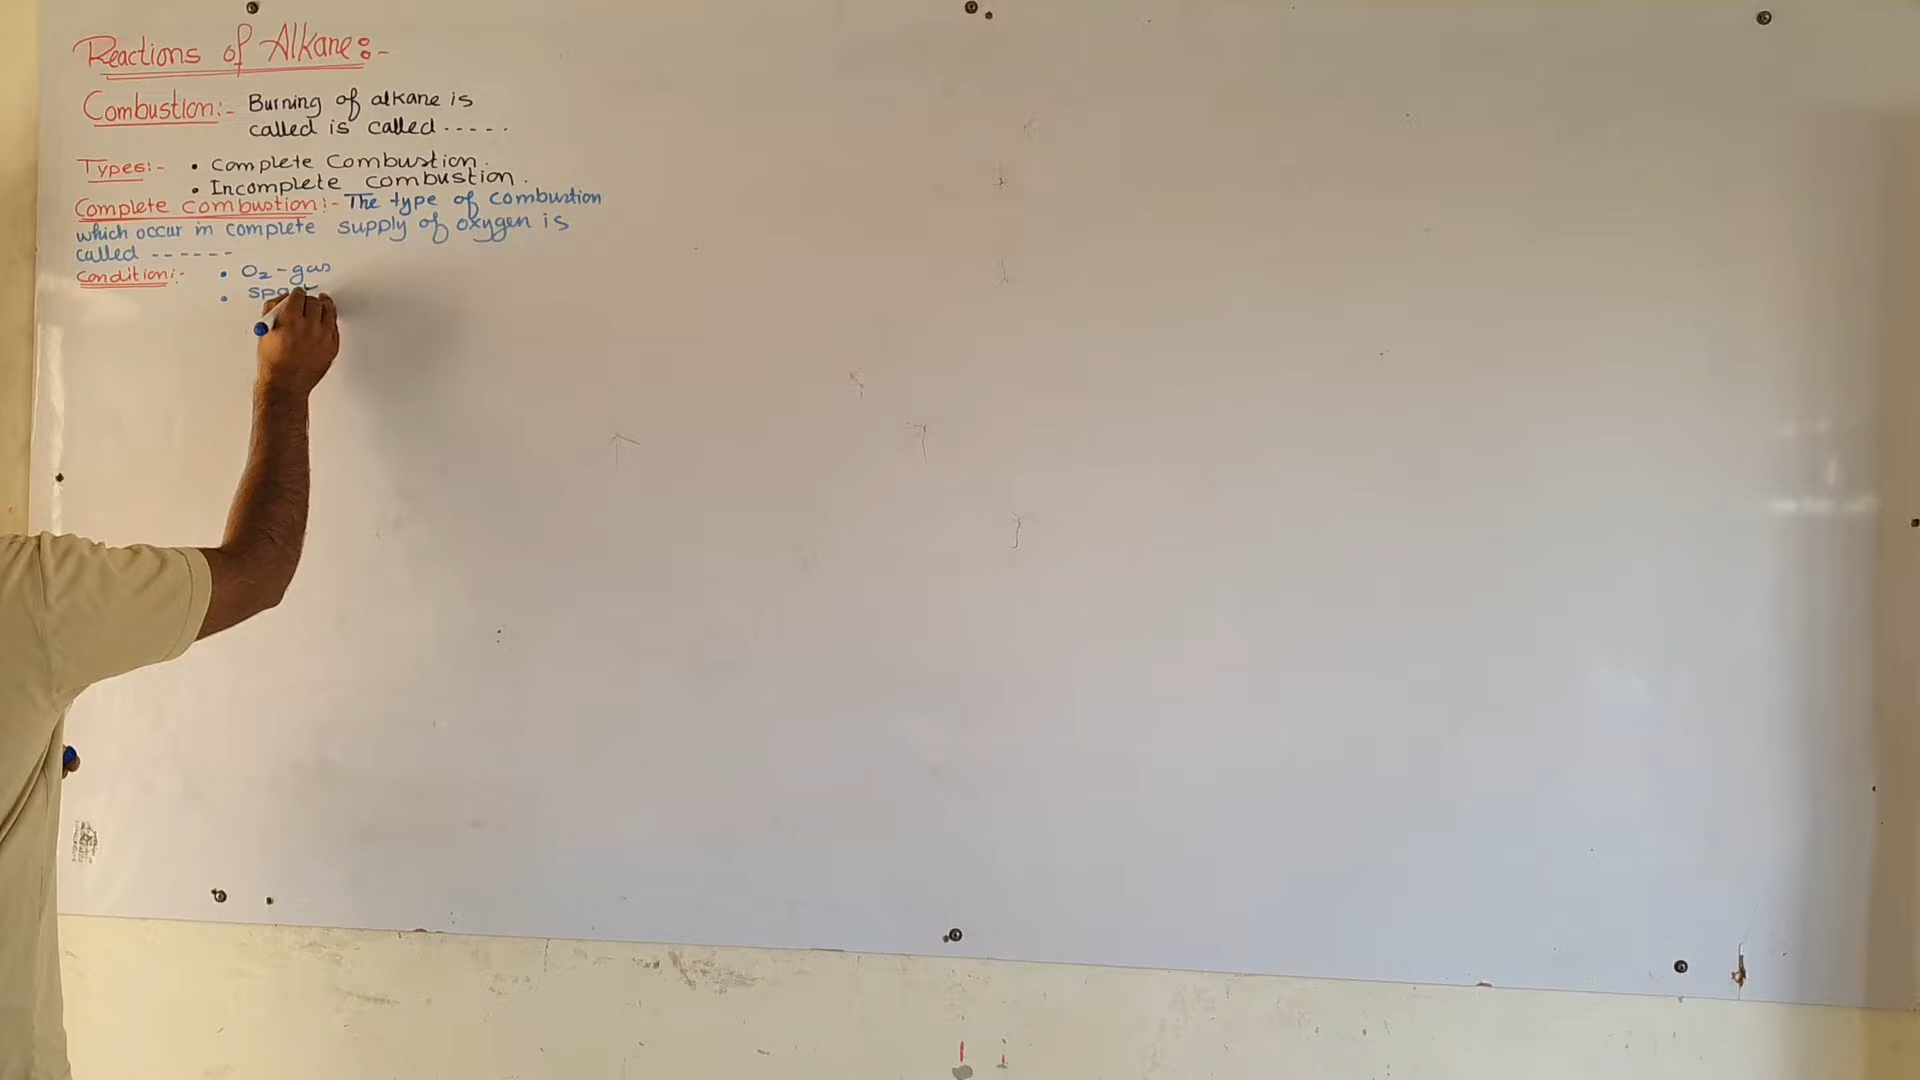 Reactions of Alkane:-
Combustion:- Burning of alkane is
called is called -----
Types:- • Complete Combustion.
• Incomplete combustion.
Complete combustion:- The type of combustion
which occur in complete supply of oxygen is
called ------
Condition:- • O₂-gas
•